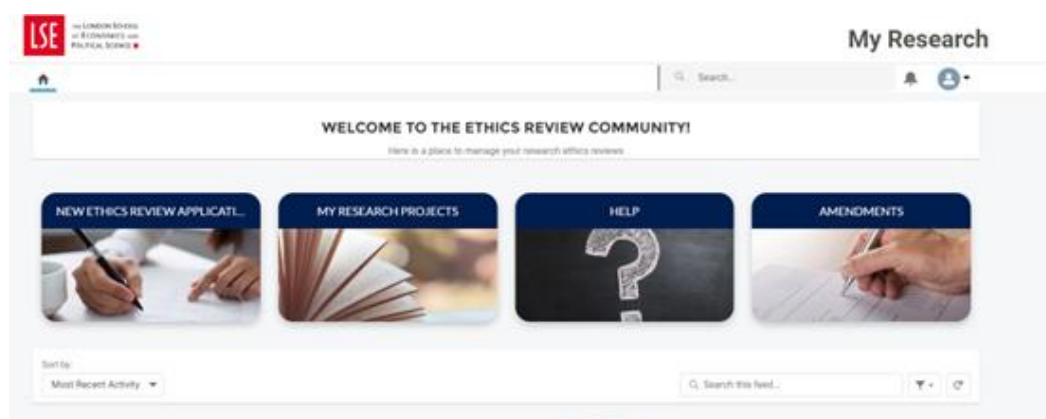 LSE
THE LONDON SCHOOL
OF ECONOMICS AND
POLITICAL SCIENCE
My Research
Search...
WELCOME TO THE ETHICS REVIEW COMMUNITY!
Here is a place to manage your research ethics reviews
NEW ETHICS REVIEW APPLICATI...
MY RESEARCH PROJECTS
HELP
AMENDMENTS
Sort by:
Most Recent Activity
Search this feed...